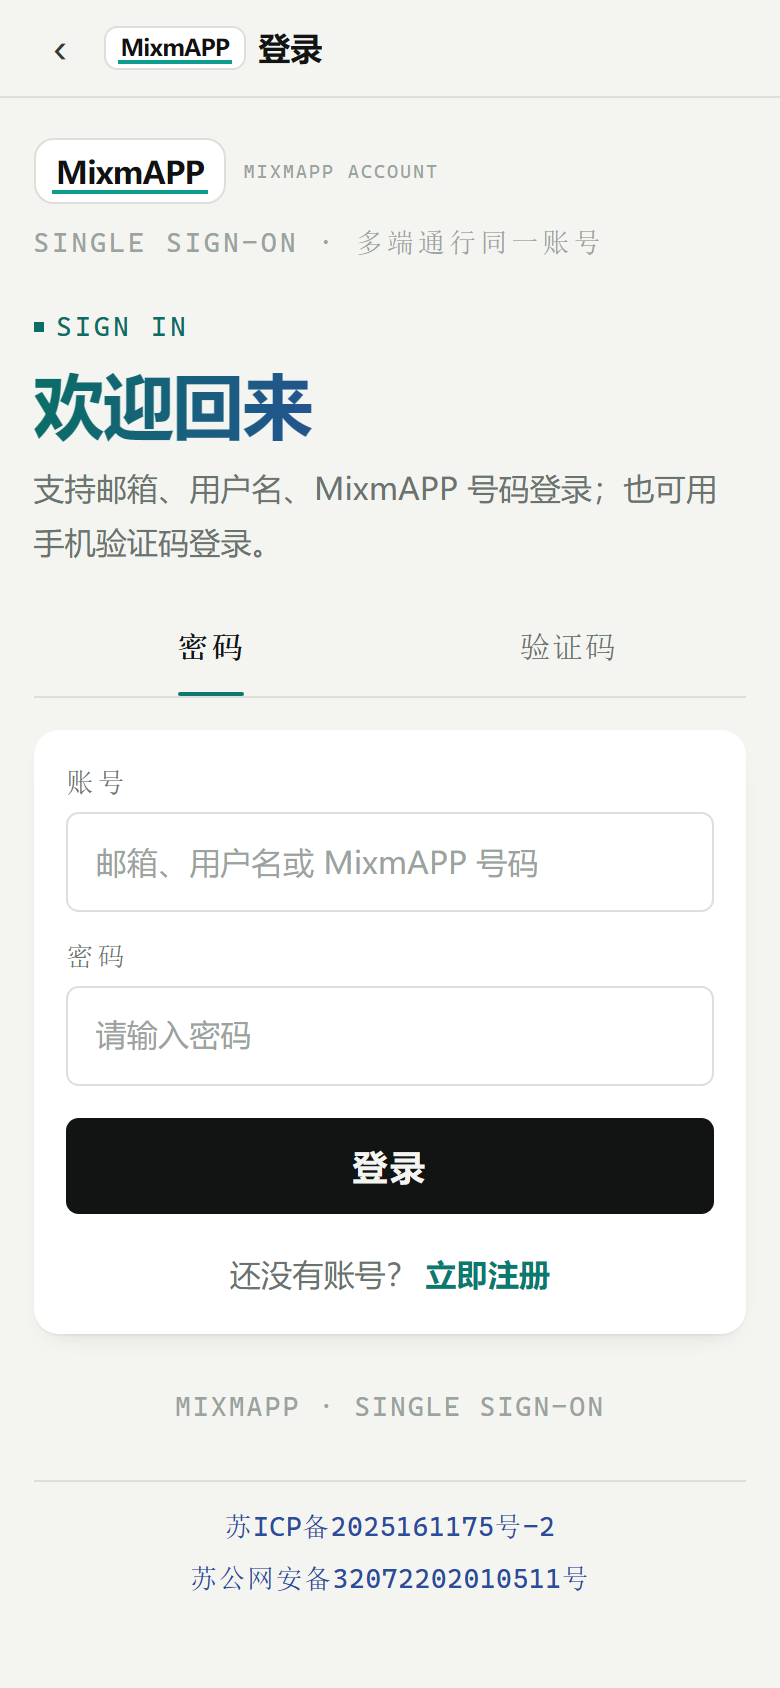 ‹ MixmAPP 登录
MixmAPP MIXMAPP ACCOUNT
SINGLE SIGN-ON · 多端通行同一账号
SIGN IN
欢迎回来
支持邮箱、用户名、MixmAPP 号码登录；也可用
手机验证码登录。
密码 验证码
账号
邮箱、用户名或 MixmAPP 号码
密码
请输入密码
登录
还没有账号？ 立即注册
MIXMAPP · SINGLE SIGN-ON
苏ICP备2025161175号-2
苏公网安备32072202010511号